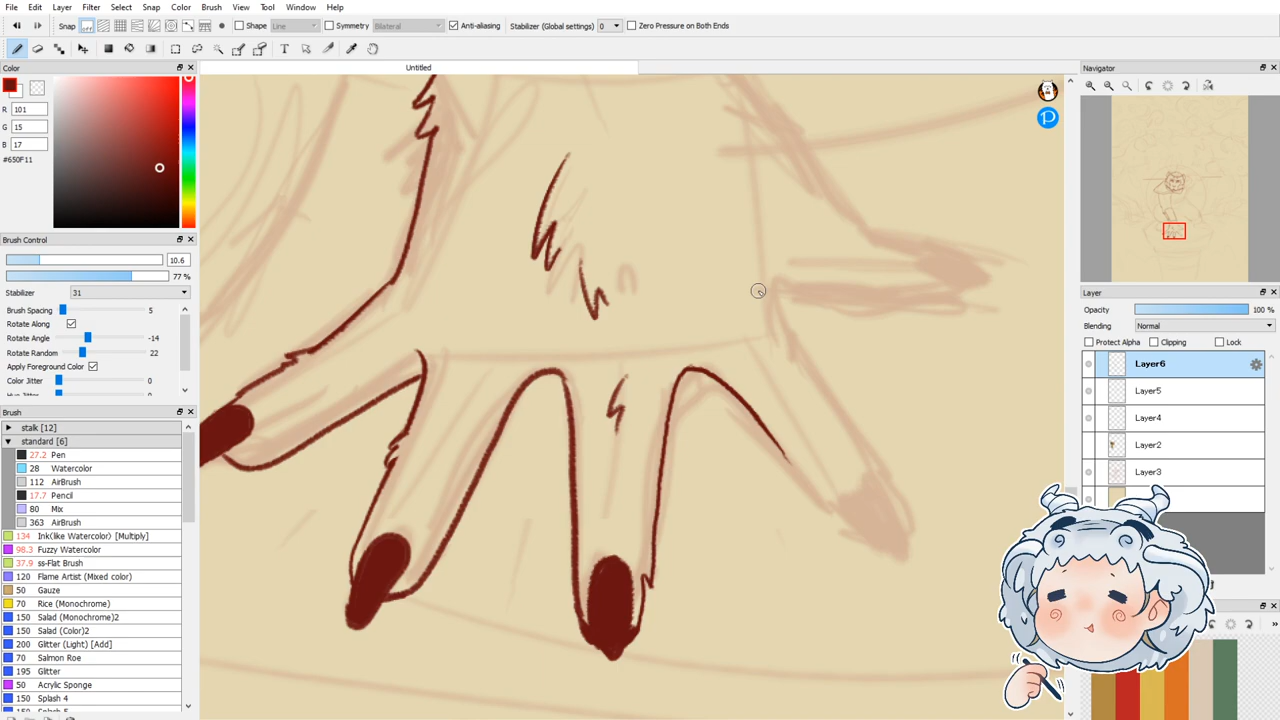 File Edit Layer Filter Select Snap Color Brush View Tool Window Help
Snap off Shape Line Symmetry Bilateral Anti-aliasing Stabilizer (Global settings) 0 Zero Pressure on Both Ends
Color
R 101
G 15
B 17
#650F11
Brush Control
10.6
77 %
Stabilizer 31
Brush Spacing 5
Rotate Along
Rotate Angle -14
Rotate Random 22
Apply Foreground Color
Color Jitter 0
Brush
stalk [12]
standard [6]
27.2 Pen
28 Watercolor
112 AirBrush
17.7 Pencil
80 Mix
363 AirBrush
134 Ink(like Watercolor) [Multiply]
98.3 Fuzzy Watercolor
37.9 ss-Flat Brush
120 Flame Artist (Mixed color)
50 Gauze
70 Rice (Monochrome)
150 Salad (Monochrome)2
150 Salad (Color)2
200 Glitter (Light) [Add]
70 Salmon Roe
195 Glitter
50 Acrylic Sponge
150 Splash 4
Untitled
Navigator
Layer
Opacity 100 %
Blending Normal
Protect Alpha Clipping Lock
Layer6
Layer5
Layer4
Layer2
Layer3